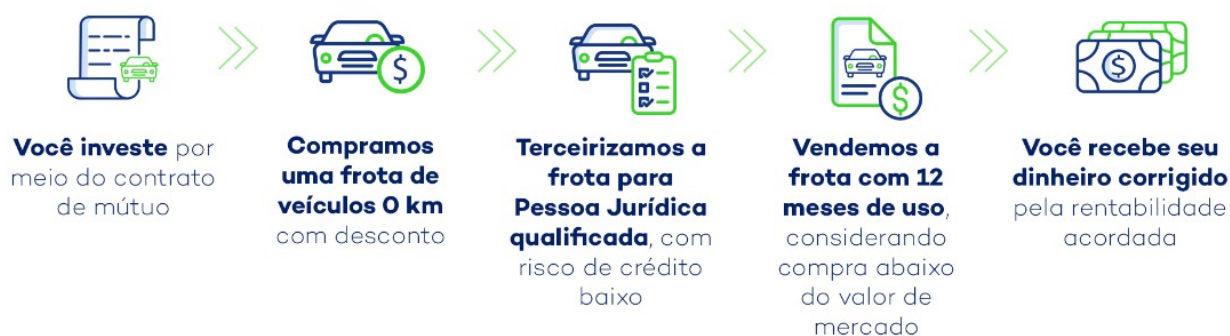 Você investe por
meio do contrato
de mútuo
Compramos
uma frota de
veículos 0 km
com desconto
Terceirizamos a
frota para
Pessoa Jurídica
qualificada, com
risco de crédito
baixo
Vendemos a
frota com 12
meses de uso,
considerando
compra abaixo
do valor de
mercado
Você recebe seu
dinheiro corrigido
pela rentabilidade
acordada